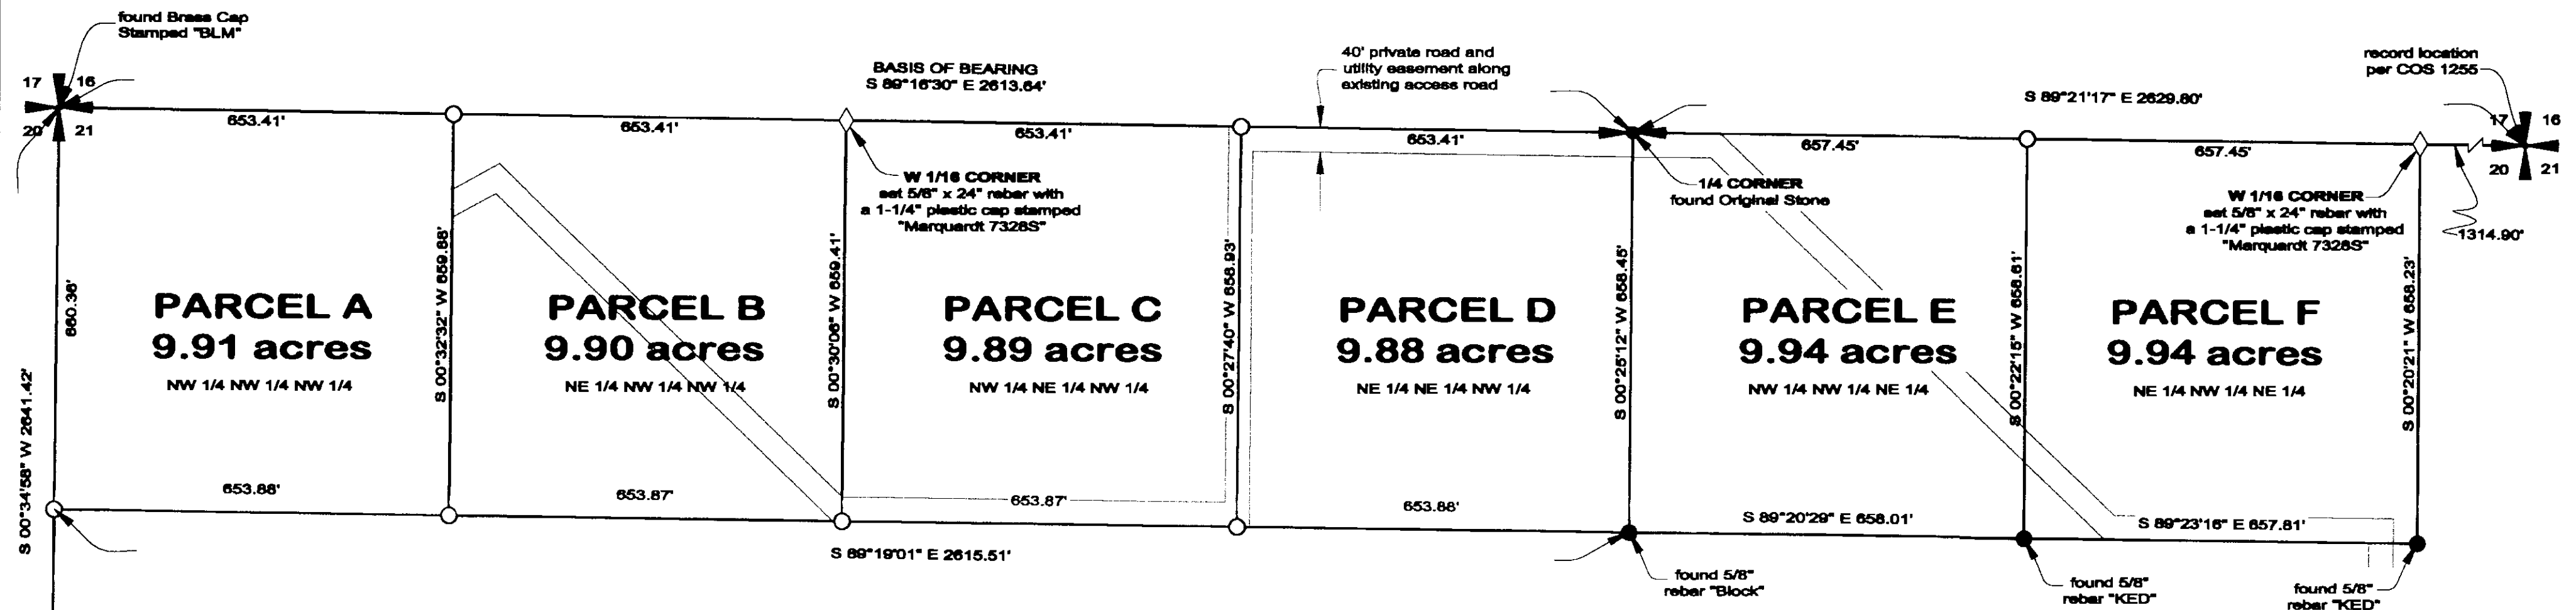 found Brass Cap
Stamped "BLM"
17 16
20 21
BASIS OF BEARING
S 89°16'30" E 2613.64'
40' private road and
utility easement along
existing access road
record location
per COS 1255
S 89°21'17" E 2629.80'
17 16
20 21
653.41'
653.41'
653.41'
653.41'
657.45'
657.45'
W 1/16 CORNER
set 5/8" x 24" rebar with
a 1-1/4" plastic cap stamped
"Marquardt 7328S"
1/4 CORNER
found Original Stone
W 1/16 CORNER
set 5/8" x 24" rebar with
a 1-1/4" plastic cap stamped
"Marquardt 7328S"
1314.90'
S 00°34'58" W 2641.42'
660.36'
PARCEL A
9.91 acres
NW 1/4 NW 1/4 NW 1/4
S 00°32'32" W 659.88'
PARCEL B
9.90 acres
NE 1/4 NW 1/4 NW 1/4
S 00°30'06" W 659.41'
PARCEL C
9.89 acres
NW 1/4 NE 1/4 NW 1/4
S 00°27'40" W 658.93'
PARCEL D
9.88 acres
NE 1/4 NE 1/4 NW 1/4
S 00°25'12" W 658.45'
PARCEL E
9.94 acres
NW 1/4 NW 1/4 NE 1/4
S 00°22'15" W 658.61'
PARCEL F
9.94 acres
NE 1/4 NW 1/4 NE 1/4
S 00°20'21" W 658.23'
653.88'
653.87'
653.87'
653.88'
S 89°20'29" E 658.01'
S 89°23'16" E 657.81'
S 89°19'01" E 2615.51'
found 5/8"
rebar "Block"
found 5/8"
rebar "KED"
found 5/8"
rebar "KED"